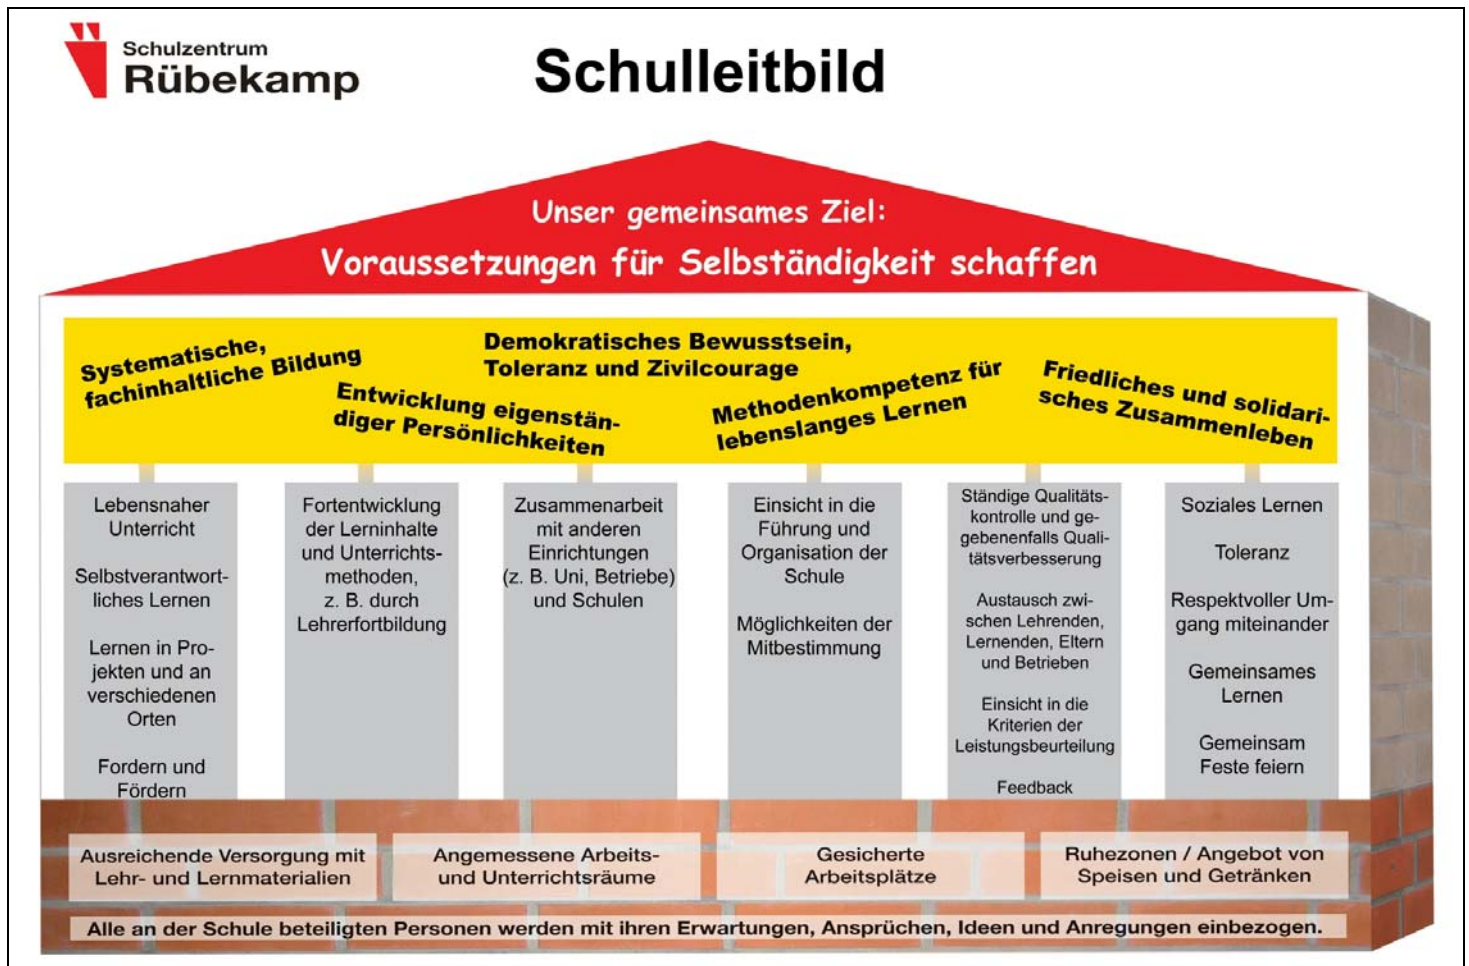 Schulzentrum
Rübekamp
Schulleitbild
Unser gemeinsames Ziel:
Voraussetzungen für Selbständigkeit schaffen
Systematische,
fachinhaltliche Bildung
Entwicklung eigenstän-
diger Persönlichkeiten
Demokratisches Bewusstsein,
Toleranz und Zivilcourage
Methodenkompetenz für
lebenslanges Lernen
Friedliches und solidari-
sches Zusammenleben
Lebensnaher
Unterricht
Selbstverantwort-
liches Lernen
Lernen in Pro-
jekten und an
verschiedenen
Orten
Fordern und
Fördern
Fortentwicklung
der Lerninhalte
und Unterrichts-
methoden,
z. B. durch
Lehrerfortbildung
Zusammenarbeit
mit anderen
Einrichtungen
(z. B. Uni, Betriebe)
und Schulen
Einsicht in die
Führung und
Organisation der
Schule
Möglichkeiten der
Mitbestimmung
Ständige Qualitäts-
kontrolle und ge-
gebenenfalls Quali-
tätsverbesserung
Austausch zwi-
schen Lehrenden,
Lernenden, Eltern
und Betrieben
Einsicht in die
Kriterien der
Leistungsbeurteilung
Feedback
Soziales Lernen
Toleranz
Respektvoller Um-
gang miteinander
Gemeinsames
Lernen
Gemeinsam
Feste feiern
Ausreichende Versorgung mit
Lehr- und Lernmaterialien
Angemessene Arbeits-
und Unterrichtsräume
Gesicherte
Arbeitsplätze
Ruhezonen / Angebot von
Speisen und Getränken
Alle an der Schule beteiligten Personen werden mit ihren Erwartungen, Ansprüchen, Ideen und Anregungen einbezogen.